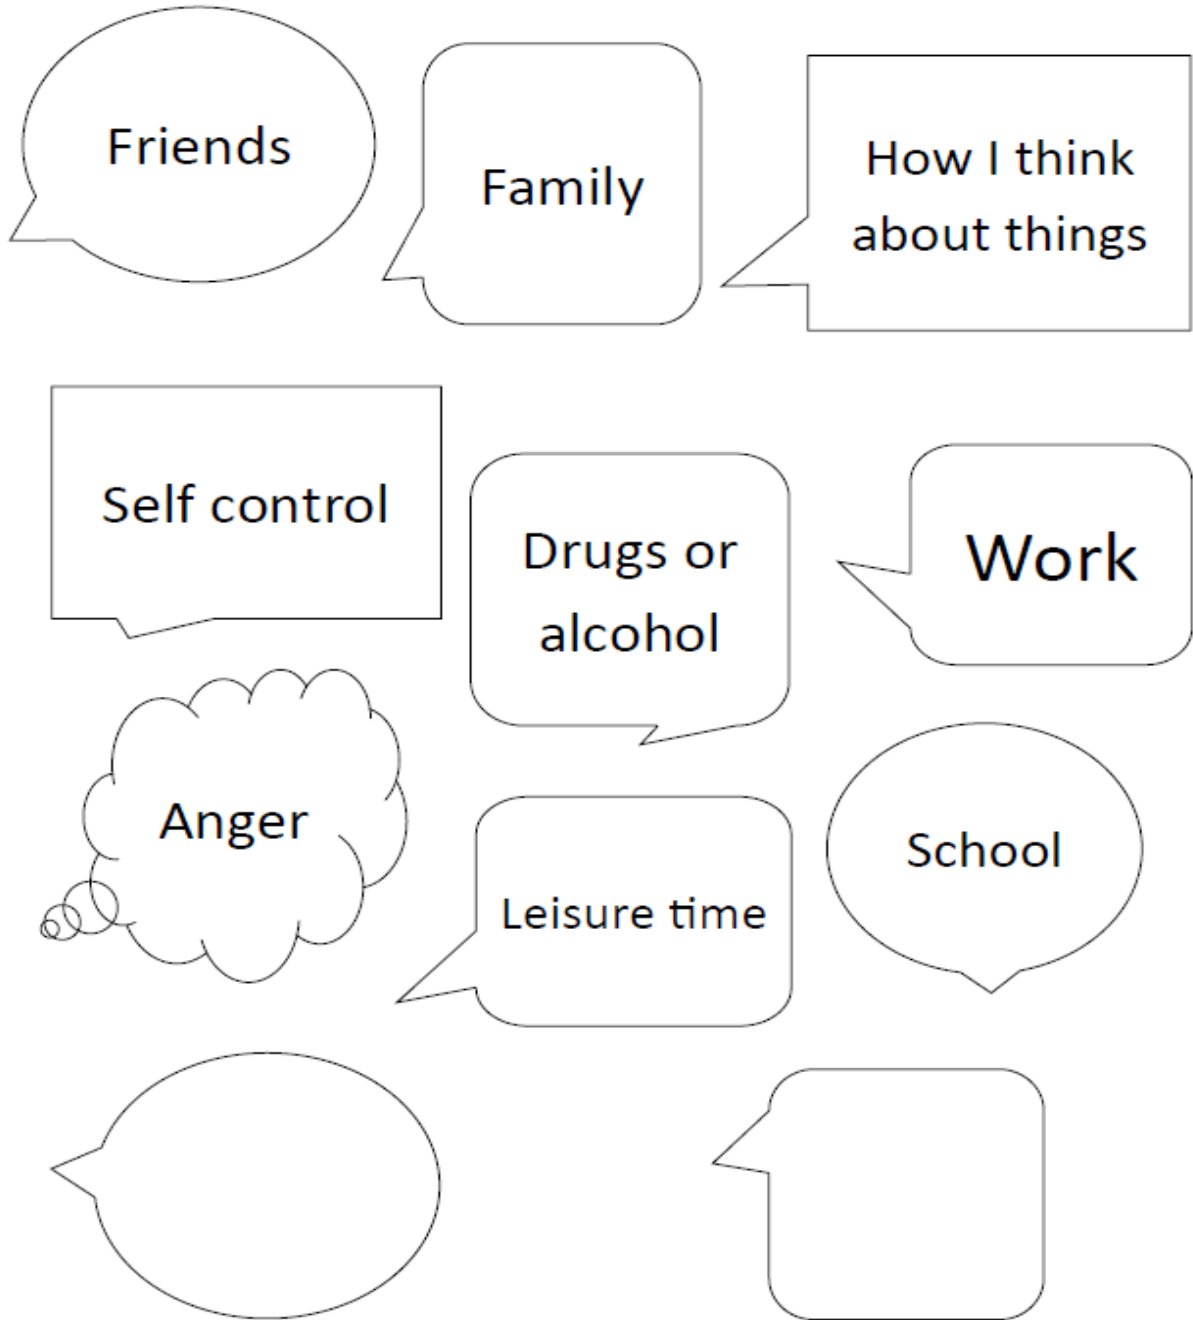 Friends
Family
How I think
about things
Self control
Drugs or
alcohol
Work
Anger
Leisure time
School